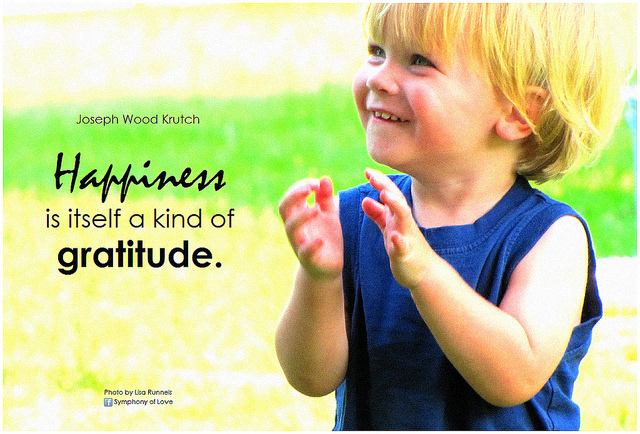 Joseph Wood Krutch
Happiness
is itself a kind of
gratitude.
Photo by Lisa Runnels
Symphony of Love